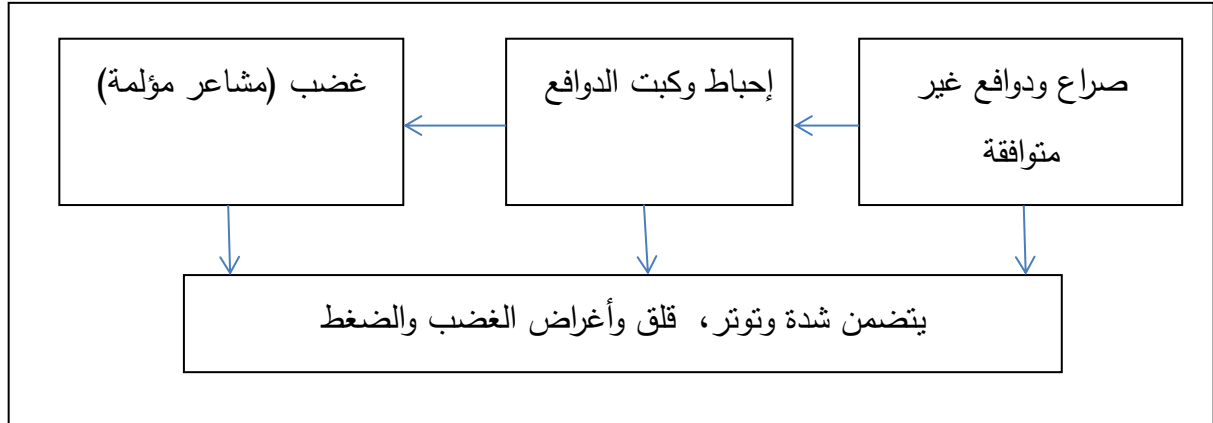 صراع ودوافع غير
متوافقة
إحباط وكبت الدوافع
غضب (مشاعر مؤلمة)
يتضمن شدة وتوتر، قلق وأغراض الغضب والضغط